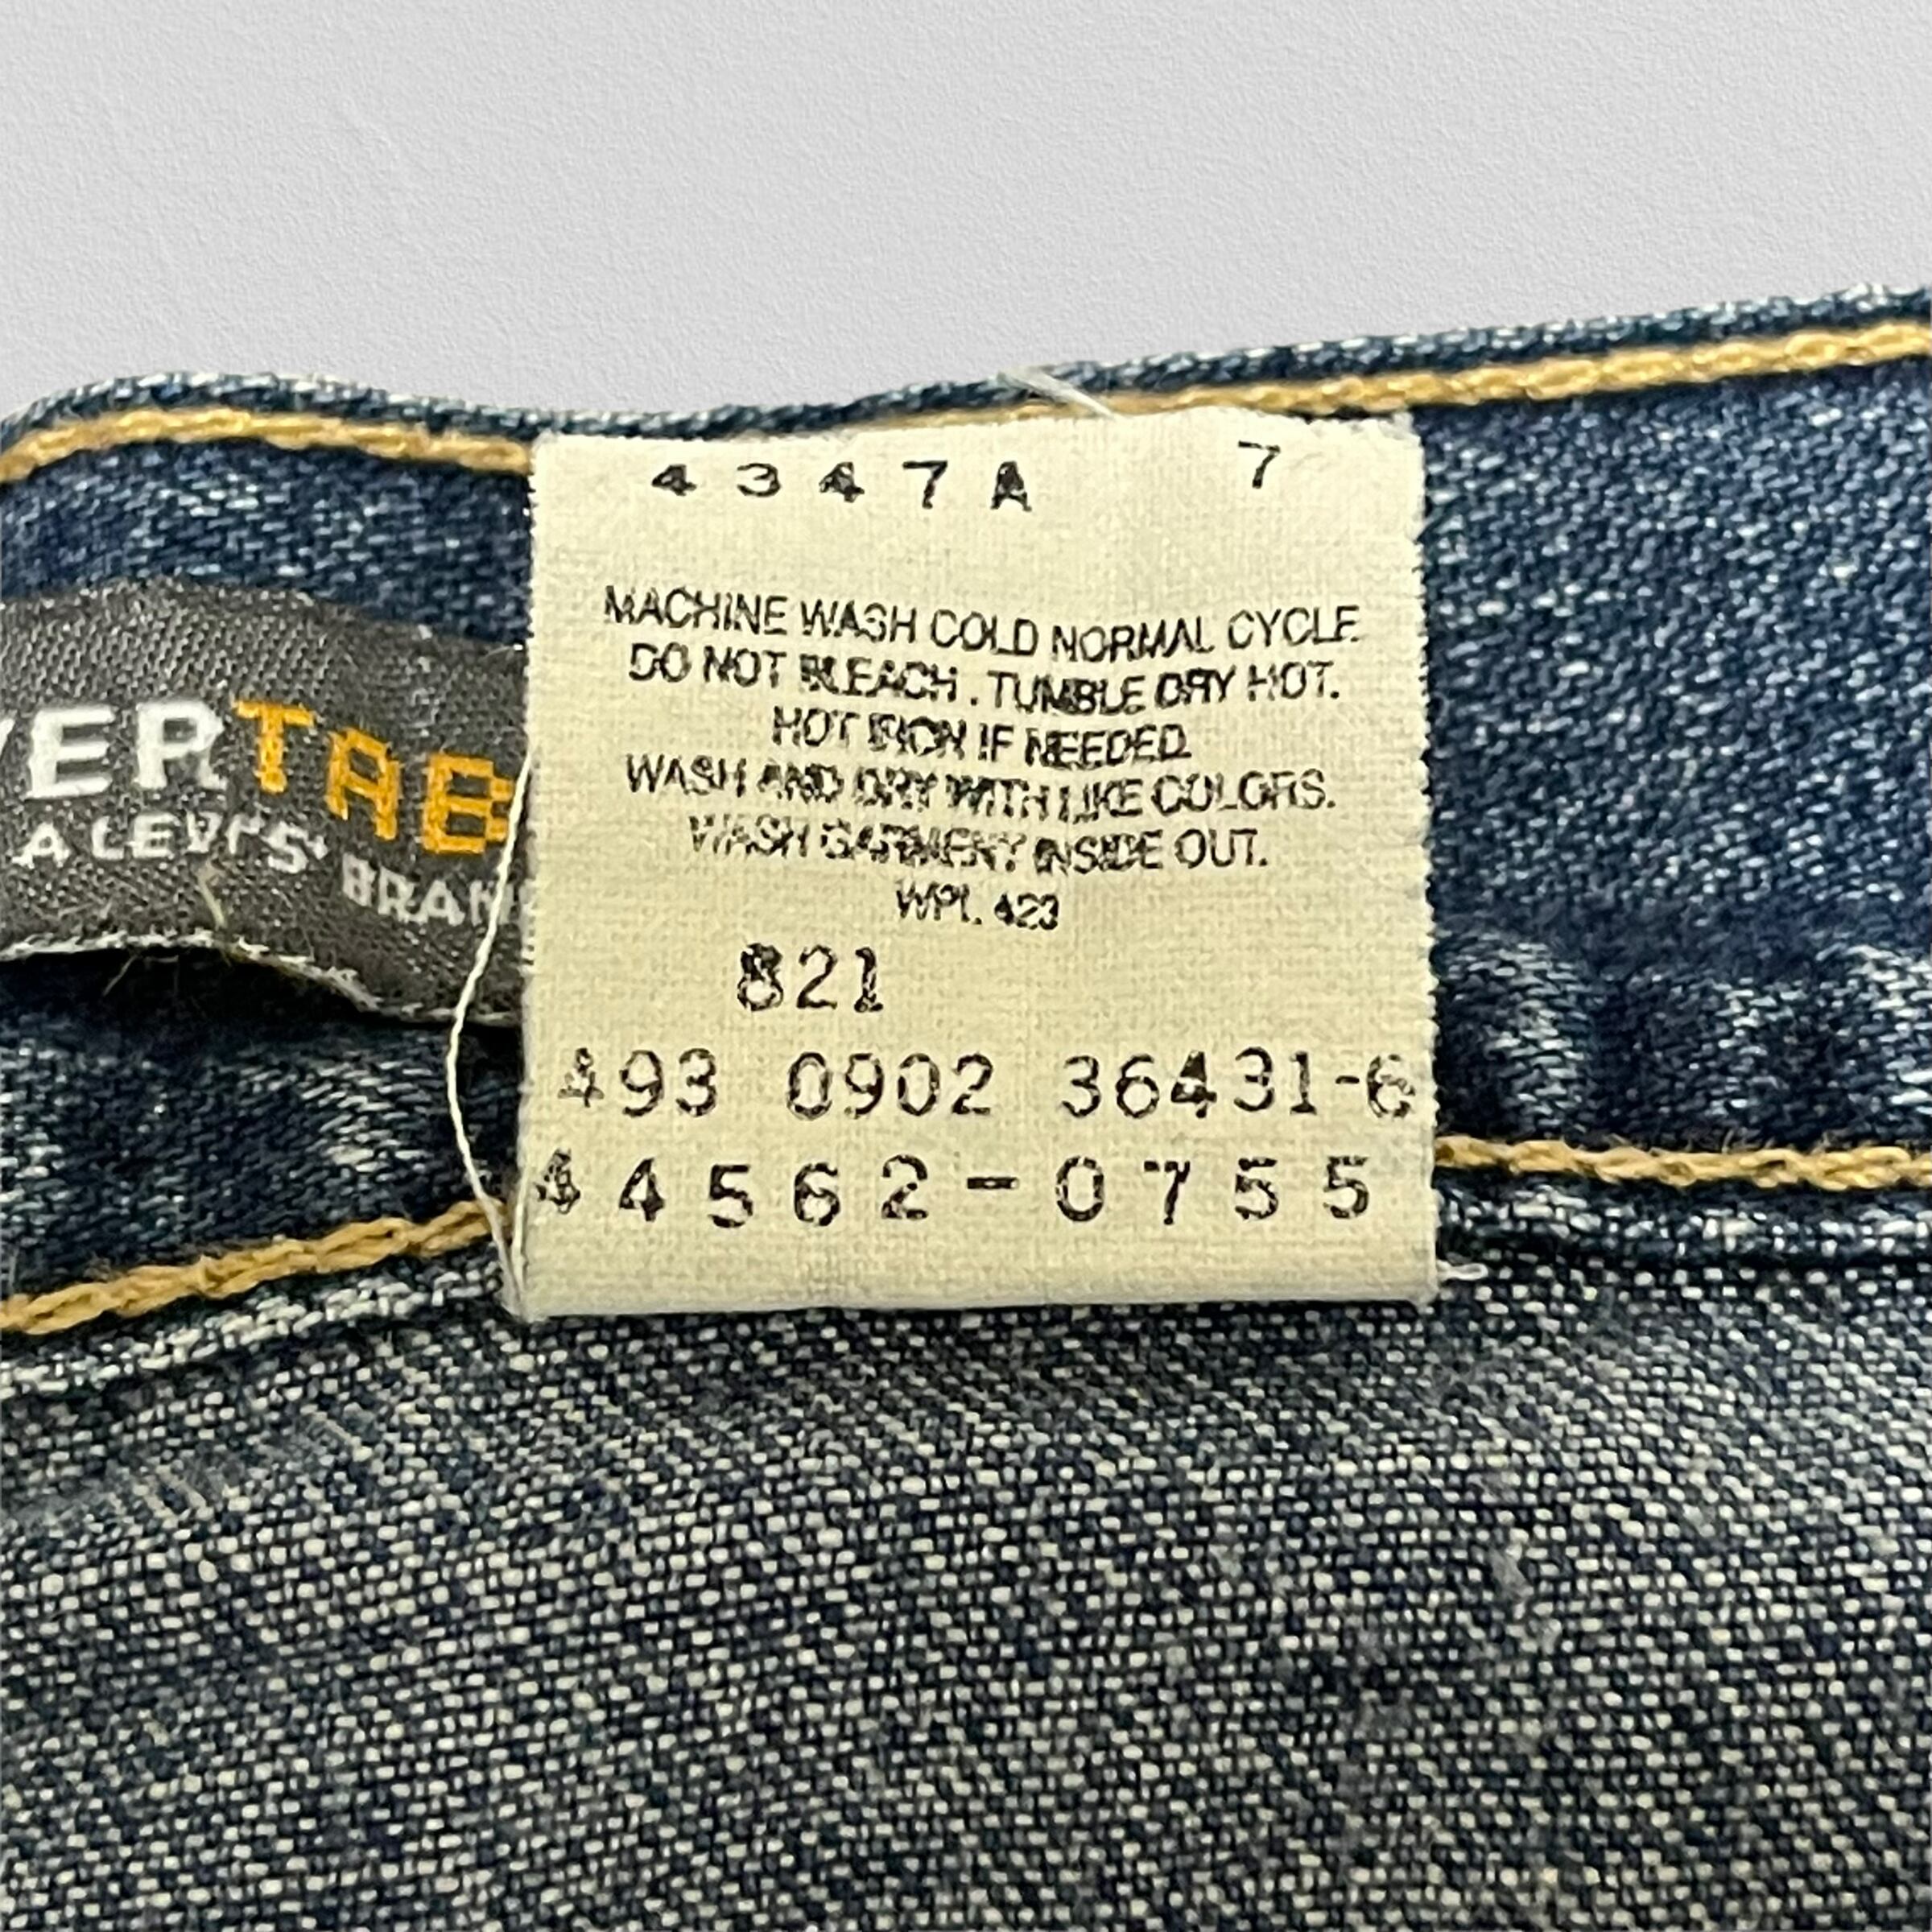 4347A 7
MACHINE WASH COLD NORMAL CYCLE.
DO NOT BLEACH. TUMBLE DRY HOT.
HOT IRON IF NEEDED.
WASH AND DRY WITH LIKE COLORS.
WASH GARMENT INSIDE OUT.
WPL 423
821
493 0902 36431-6
44562-0755
VERTAB
A LEVI'S' BRAN